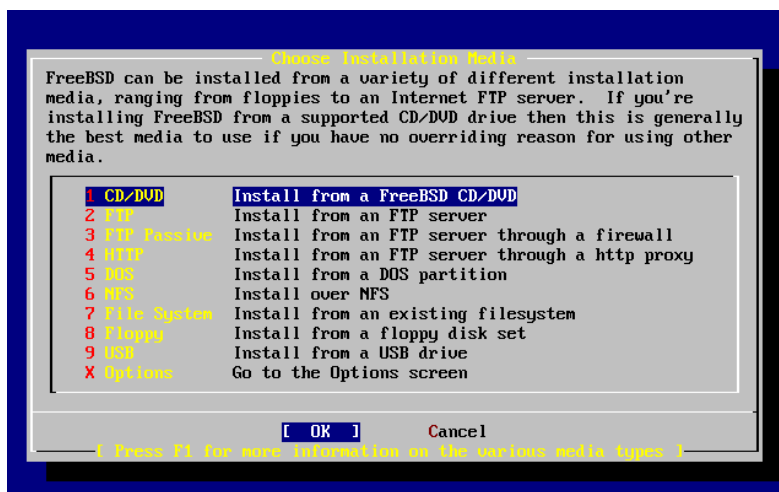 Choose Installation Media
FreeBSD can be installed from a variety of different installation
media, ranging from floppies to an Internet FTP server.  If you're
installing FreeBSD from a supported CD/DVD drive then this is generally
the best media to use if you have no overriding reason for using other
media.
1 CD/DVD Install from a FreeBSD CD/DVD
2 FTP Install from an FTP server
3 FTP Passive Install from an FTP server through a firewall
4 HTTP Install from an FTP server through a http proxy
5 DOS Install from a DOS partition
6 NFS Install over NFS
7 File System Install from an existing filesystem
8 Floppy Install from a floppy disk set
9 USB Install from a USB drive
X Options Go to the Options screen
[ OK ] Cancel
[ Press F1 for more information on the various media types ]